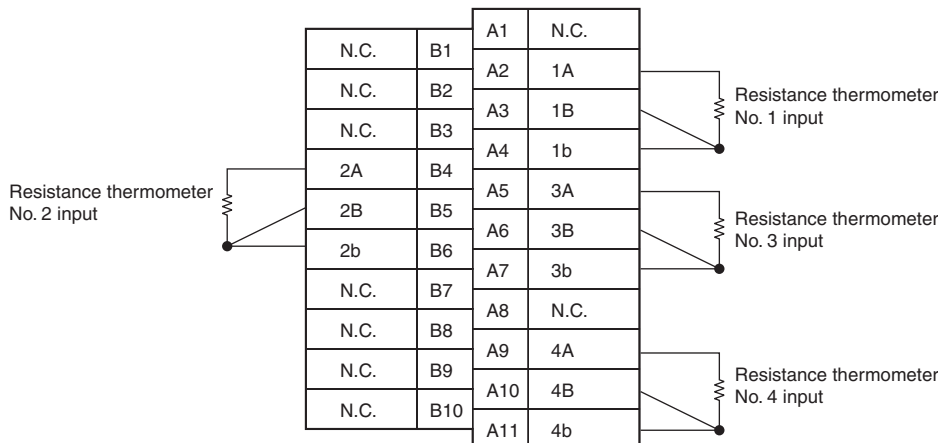 A1 N.C.
N.C. B1
A2 1A
N.C. B2
A3 1B
N.C. B3
A4 1b
2A B4
A5 3A
2B B5
A6 3B
2b B6
A7 3b
N.C. B7
A8 N.C.
N.C. B8
A9 4A
N.C. B9
A10 4B
N.C. B10
A11 4b
Resistance thermometer
No. 1 input
Resistance thermometer
No. 2 input
Resistance thermometer
No. 3 input
Resistance thermometer
No. 4 input